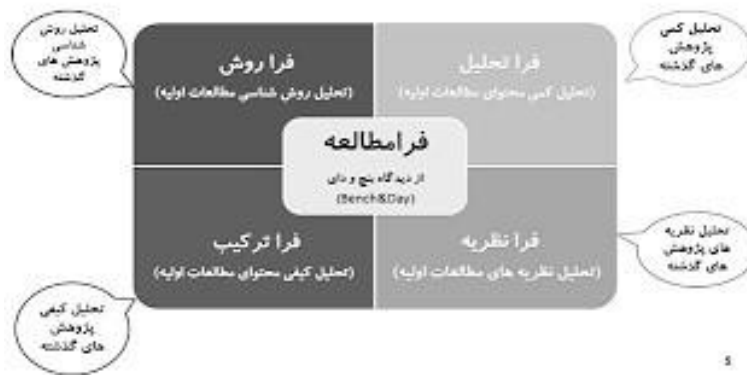 تحلیل کمی
پژوهش
های گذشته
فرا تحلیل
(تحلیل کمی محتوای مطالعات اولیه)
فرا روش
(تحلیل روش شناسی مطالعات اولیه)
تحلیل روش
شناسی
پژوهش های
گذشته
فرامطالعه
از دیدگاه بنچ و دای
(Bench&Day)
تحلیل نظریه
های پژوهش
های گذشته
فرا نظریه
(تحلیل نظریه های مطالعات اولیه)
فرا ترکیب
(تحلیل کیفی محتوای مطالعات اولیه)
تحلیل کیفی
پژوهش
های گذشته
5